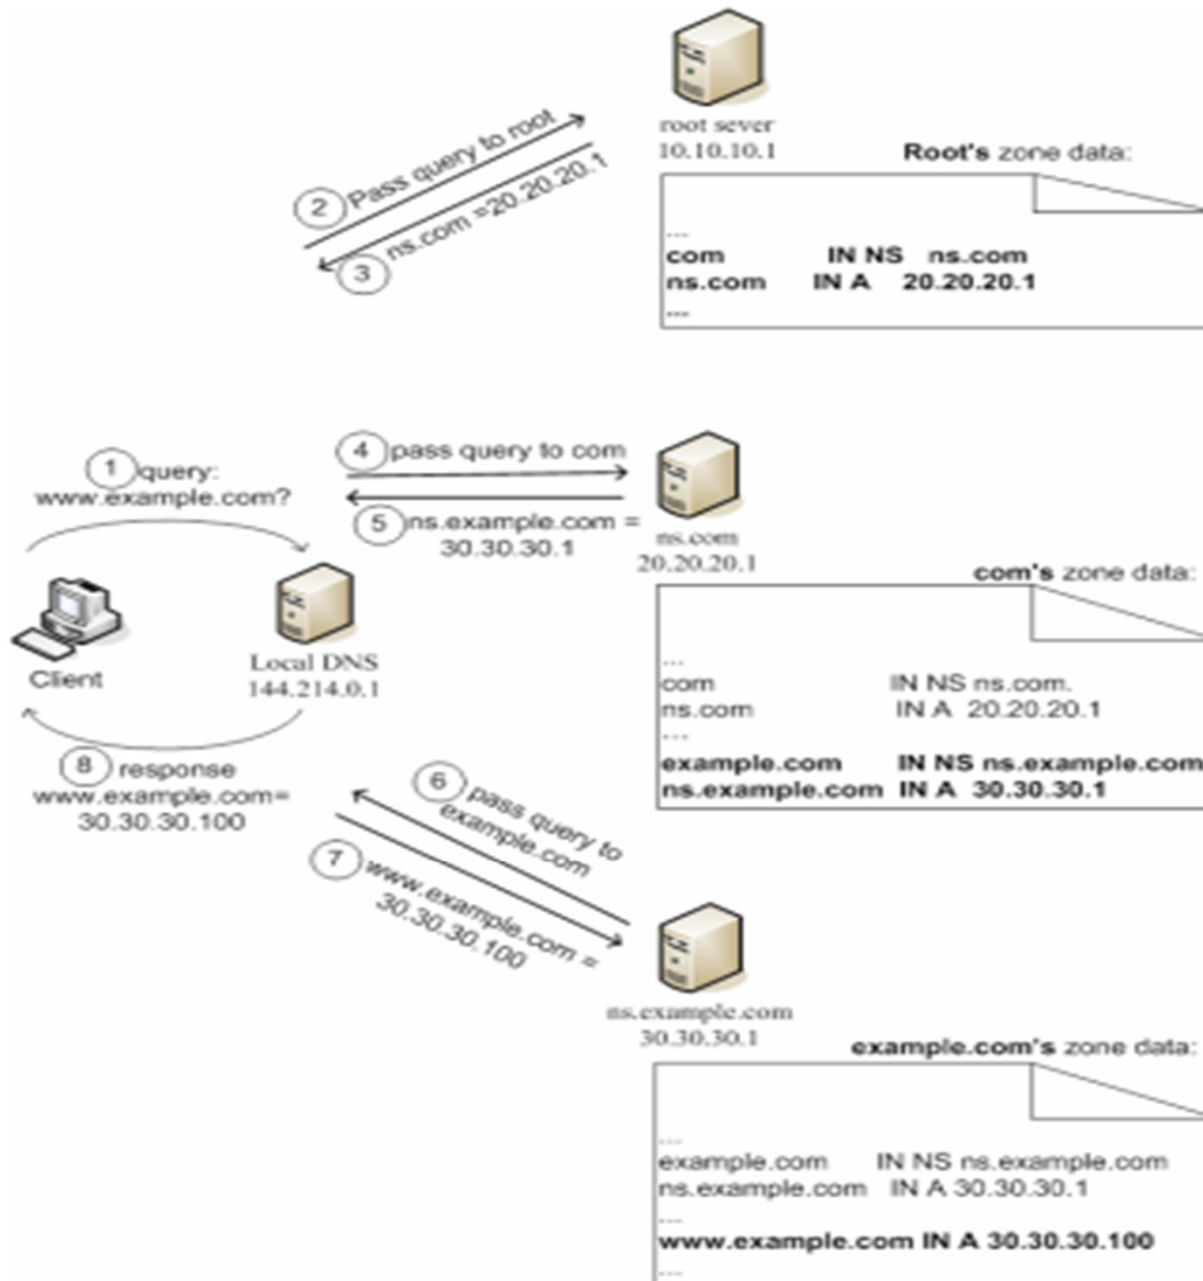 root sever
10.10.10.1
Root's zone data:
2 Pass query to root
3 ns.com =20.20.20.1
...
com IN NS ns.com
ns.com IN A 20.20.20.1
...
1 query:
www.example.com?
4 pass query to com
5 ns.example.com =
30.30.30.1
ns.com
20.20.20.1
com's zone data:
Client
Local DNS
144.214.0.1
...
com IN NS ns.com.
ns.com IN A 20.20.20.1
...
example.com IN NS ns.example.com
ns.example.com IN A 30.30.30.1
8 response
www.example.com=
30.30.30.100
6 pass query to
example.com
7 www.example.com =
30.30.30.100
ns.example.com
30.30.30.1
example.com's zone data:
...
example.com IN NS ns.example.com
ns.example.com IN A 30.30.30.1
...
www.example.com IN A 30.30.30.100
...